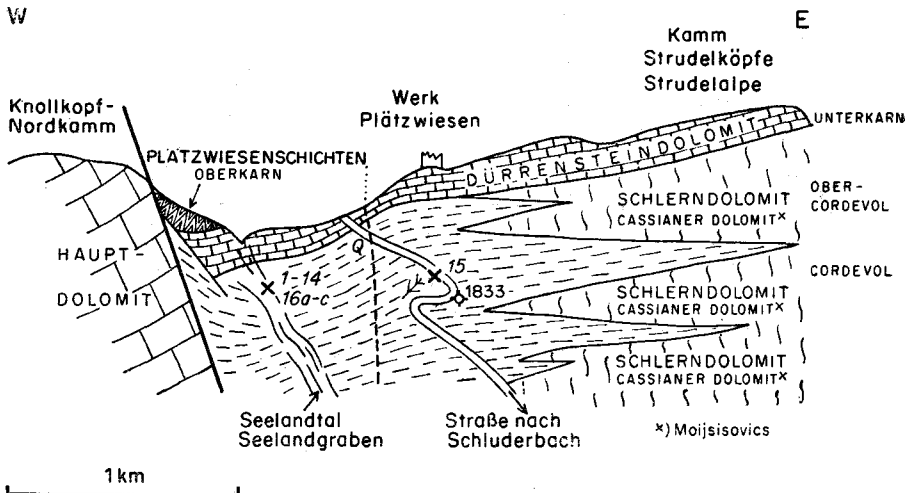 W
E
Kamm
Strudelköpfe
Strudelalpe
Knollkopf-
Nordkamm
Werk
Plätzwiesen
UNTERKARN
PLÄTZWIESENSCHICHTEN
OBERKARN
DÜRRENSTEINDOLOMIT
OBER-
CORDEVOL
SCHLERNDOLOMIT
CASSIANER DOLOMIT x
HAUPT-
DOLOMIT
Q
1-14
16a-c
15
1833
CORDEVOL
SCHLERNDOLOMIT
CASSIANER DOLOMIT x
SCHLERNDOLOMIT
CASSIANER DOLOMIT x
Seelandtal
Seelandgraben
Straße nach
Schluderbach
x) Moijsisovics
1 km